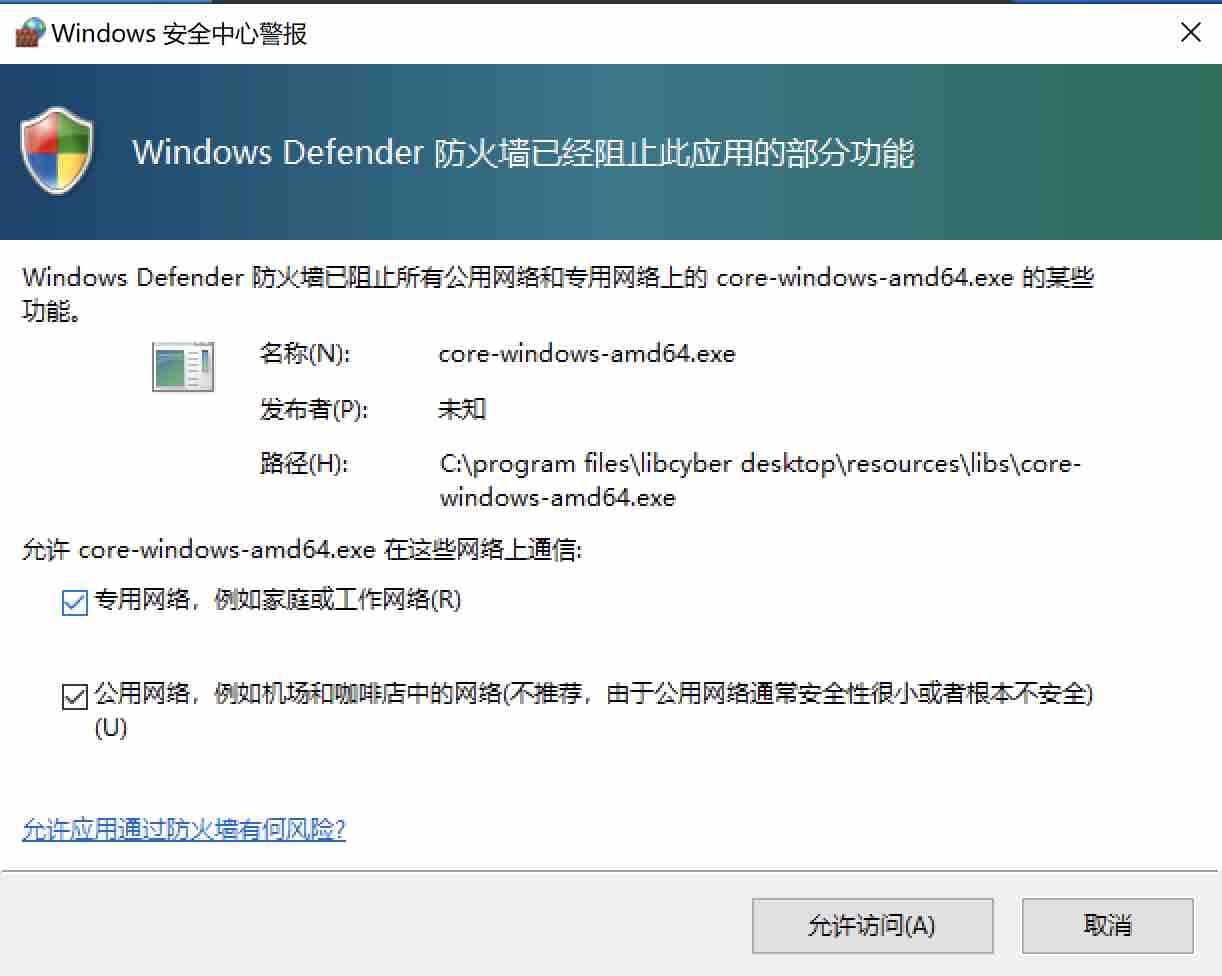 Windows 安全中心警报
Windows Defender 防火墙已经阻止此应用的部分功能
Windows Defender 防火墙已阻止所有公用网络和专用网络上的 core-windows-amd64.exe 的某些
功能。
名称(N): core-windows-amd64.exe
发布者(P): 未知
路径(H): C:\program files\libcyber desktop\resources\libs\core-
windows-amd64.exe
允许 core-windows-amd64.exe 在这些网络上通信:
专用网络，例如家庭或工作网络(R)
公用网络，例如机场和咖啡店中的网络(不推荐，由于公用网络通常安全性很小或者根本不安全)
(U)
允许应用通过防火墙有何风险?
允许访问(A) 取消